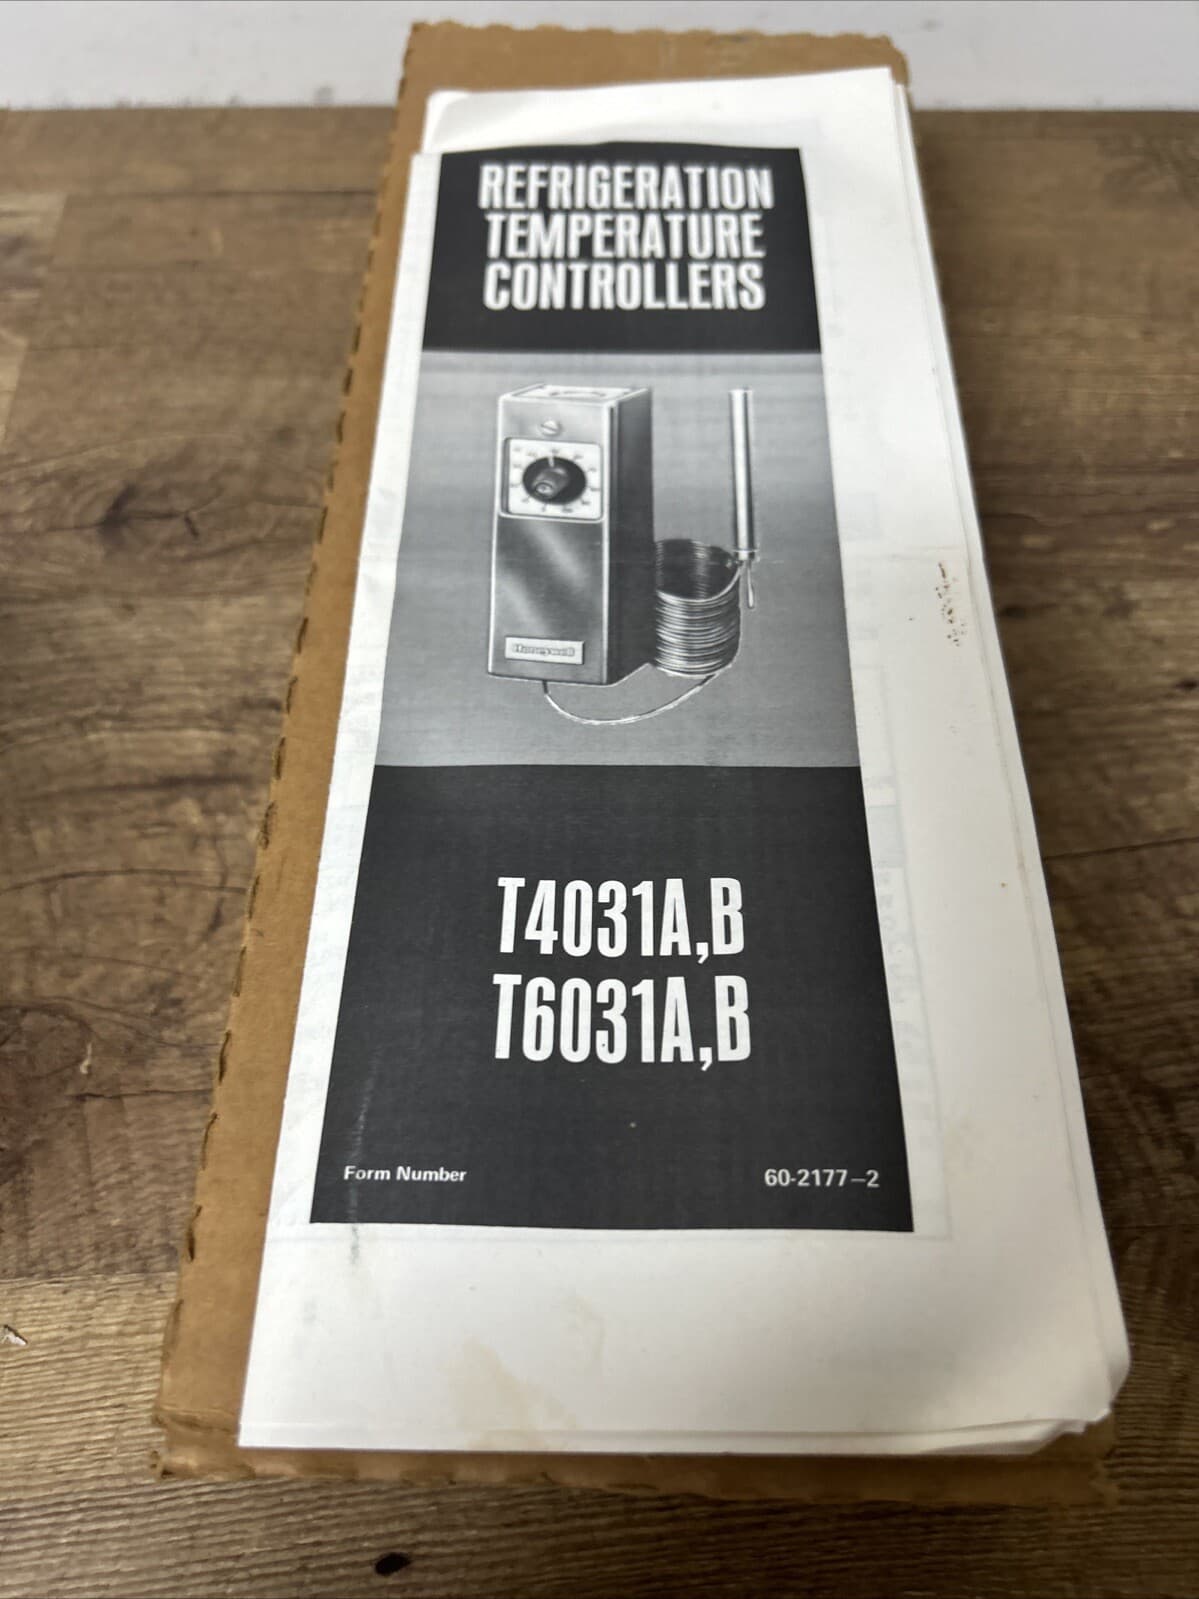 REFRIGERATION
TEMPERATURE
CONTROLLERS
Honeywell
T4031A,B
T6031A,B
Form Number 60-2177–2